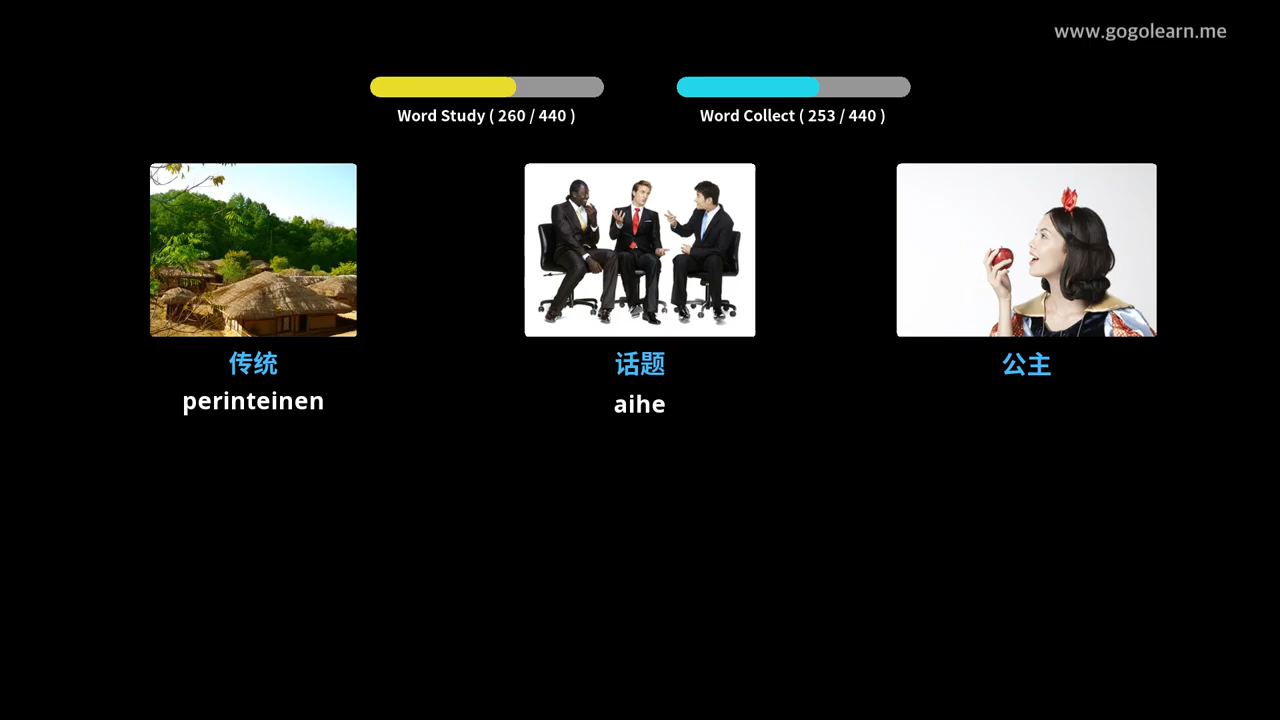 www.gogolearn.me
Word Study ( 260 / 440 )
Word Collect ( 253 / 440 )
传统
话题
公主
perinteinen
aihe